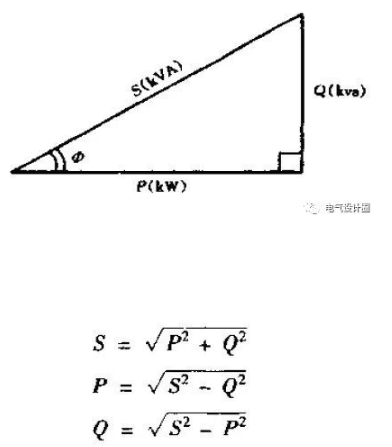 S(kVA)
Q(kva)
Φ
P(kW)
电气设计圈
S = √P² + Q²
P = √S² - Q²
Q = √S² - P²